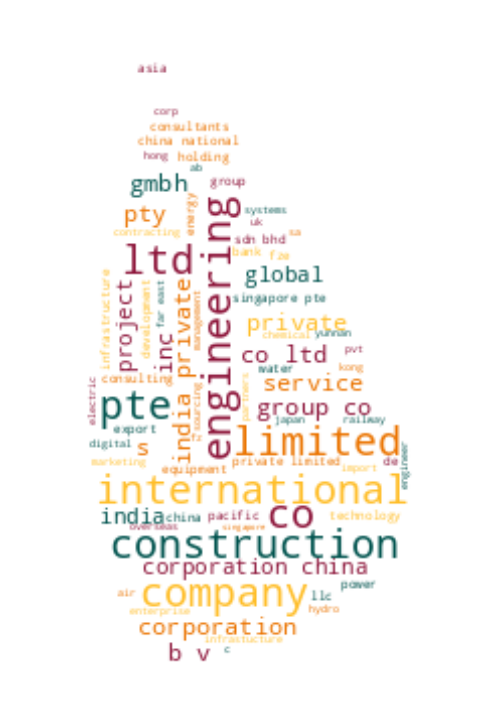 asia
corp
consultants
china national
hong
holding
ab
gmbh
group
energy
pty
systems
uk
contracting
sdn bhd
sa
ltd
bank
fze
engineering
global
infrastructure
project
development
far east
india private
management
singapore pte
inc
private
chemical
yunnan
co ltd
pvt
water
kong
consulting
electric
partners
service
pte
sourcing
group co
export
japan
railway
digital
s
limited
marketing
equipment
private limited
import
de
engineer
international
india
china
pacific
co
technology
overseas
singapore
construction
corporation china
power
air
company
llc
enterprise
hydro
corporation
infrastucture
b v
c